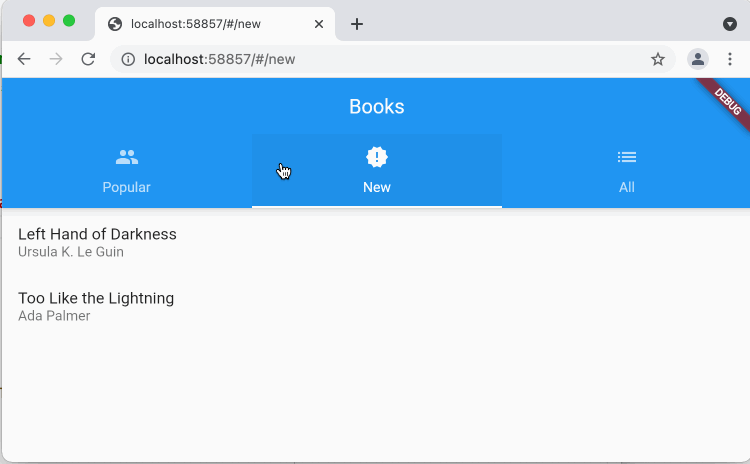 localhost:58857/#/new
localhost:58857/#/new
Books
DEBUG
Popular
New
All
Left Hand of Darkness
Ursula K. Le Guin
Too Like the Lightning
Ada Palmer